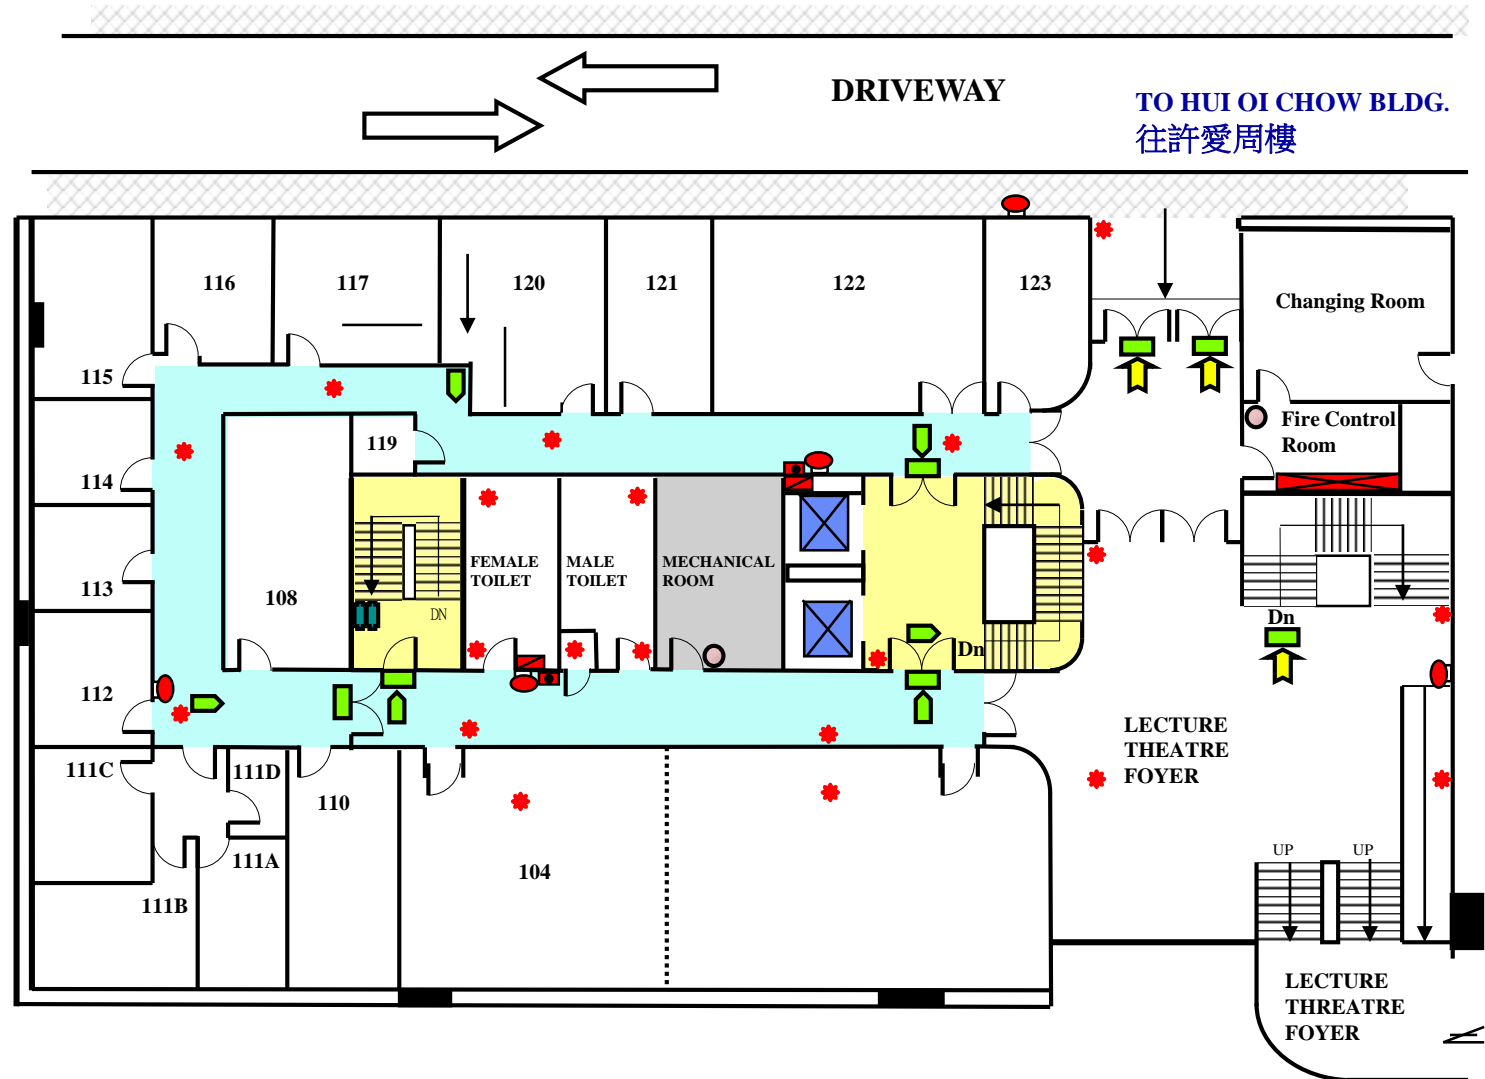 DRIVEWAY
TO HUI OI CHOW BLDG.
往許愛周樓
116
117
120
121
122
123
Changing Room
115
119
Fire Control
Room
114
FEMALE
TOILET
MALE
TOILET
MECHANICAL
ROOM
113
108
DN
Dn
Dn
112
LECTURE
THEATRE
FOYER
111C
111D
110
111A
104
UP
UP
111B
LECTURE
THREATRE
FOYER